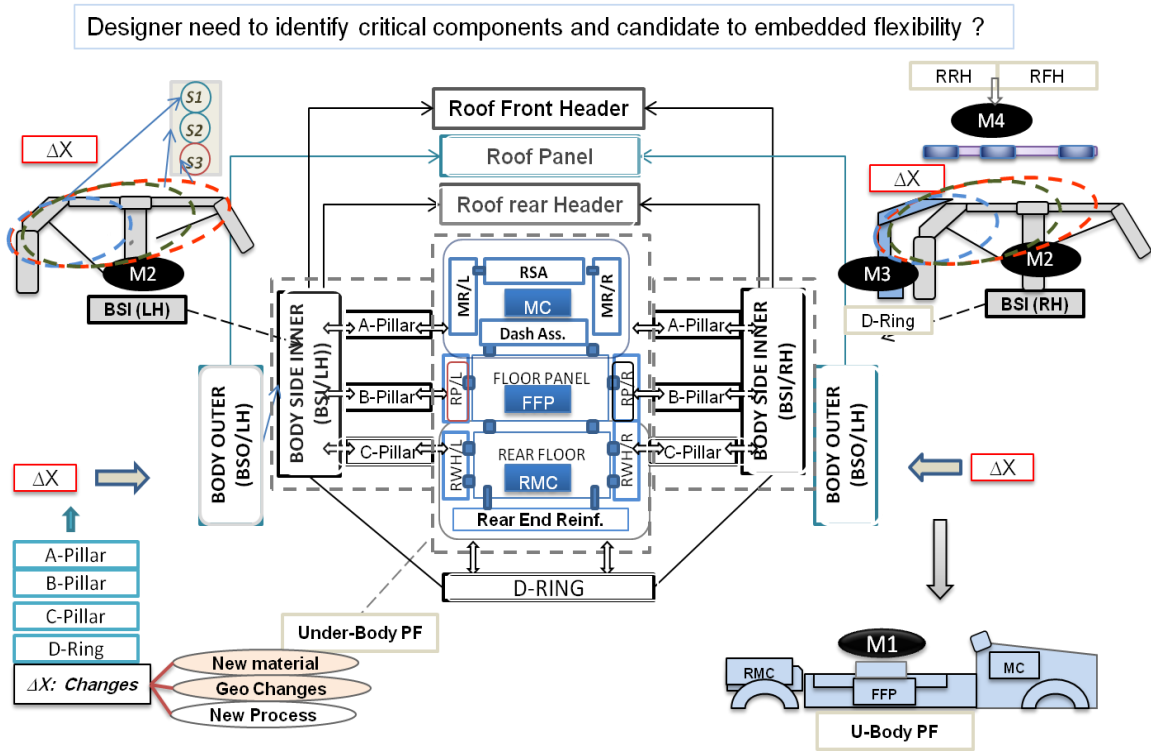 Designer need to identify critical components and candidate to embedded flexibility ?
S1
S2
S3
ΔX
M2
BSI (LH)
RRH
RFH
M4
ΔX
M3
M2
D-Ring
BSI (RH)
Roof Front Header
Roof Panel
Roof rear Header
MR/L
RSA
MC
MR/R
Dash Ass.
A-Pillar
A-Pillar
RP/L
FLOOR PANEL
FFP
RP/R
B-Pillar
B-Pillar
RWH/L
REAR FLOOR
RMC
RWH/R
C-Pillar
C-Pillar
Rear End Reinf.
D-RING
BODY SIDE INNER
(BSI/LH))
BODY SIDE INNER
(BSI/RH)
BODY OUTER
(BSO/LH)
BODY OUTER
(BSO/LH)
ΔX
ΔX
A-Pillar
B-Pillar
C-Pillar
D-Ring
ΔX: Changes
New material
Geo Changes
New Process
Under-Body PF
M1
RMC
FFP
MC
U-Body PF